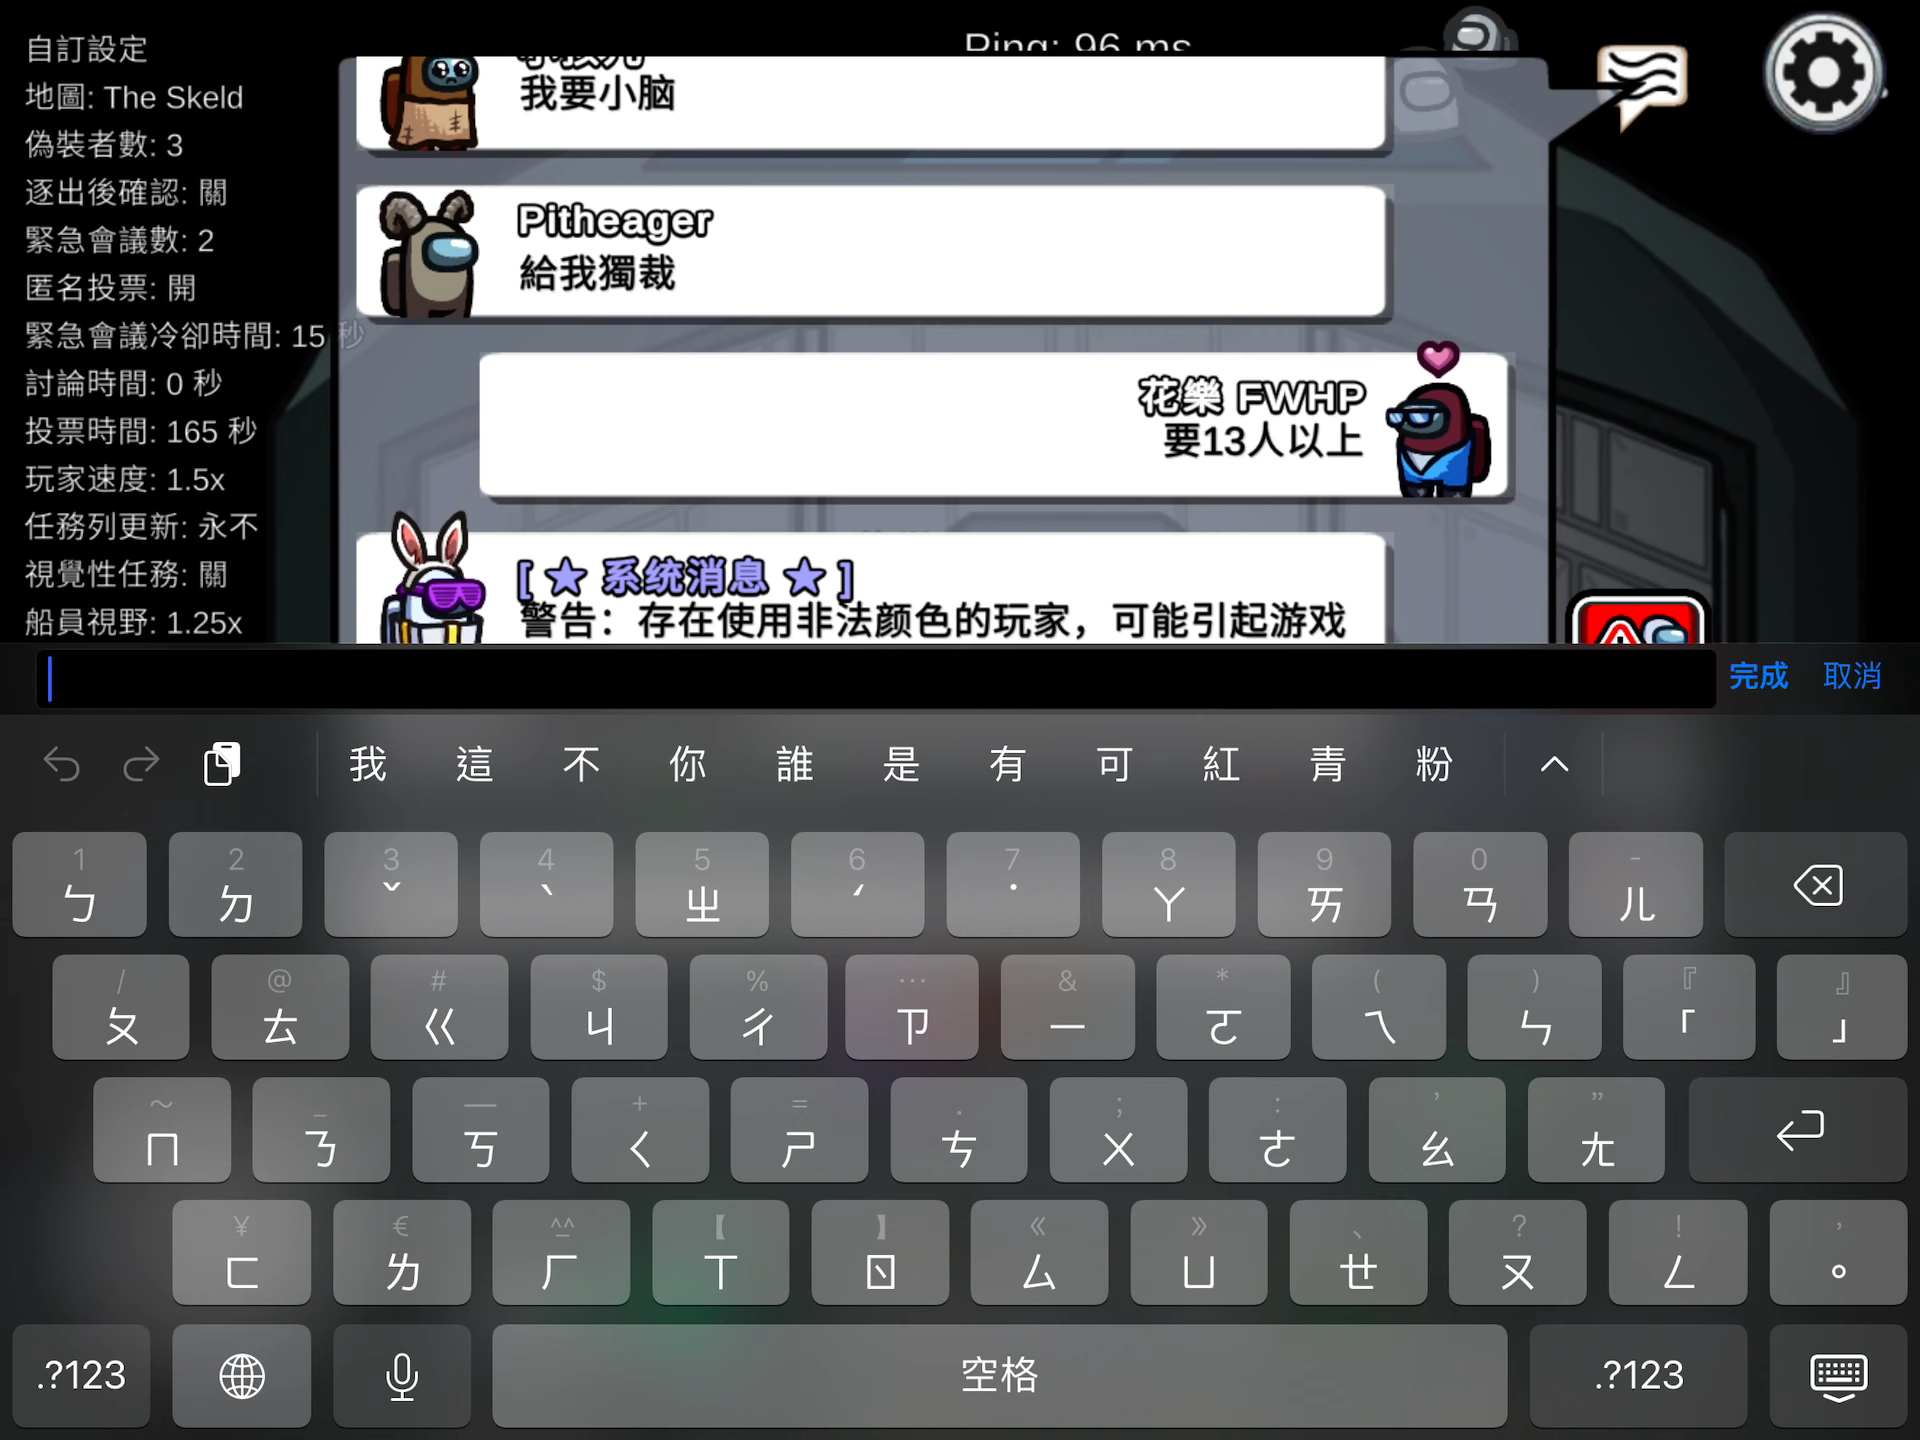 自訂設定
地圖: The Skeld
偽裝者數: 3
逐出後確認: 關
緊急會議數: 2
匿名投票: 開
緊急會議冷卻時間: 15 秒
討論時間: 0 秒
投票時間: 165 秒
玩家速度: 1.5x
任務列更新: 永不
視覺性任務: 關
船員視野: 1.25x
Ping: 96 ms
我要小脑
Pitheager
給我獨裁
花樂 FWHP
要13人以上
[ ★ 系统消息 ★ ]
警告：存在使用非法颜色的玩家，可能引起游戏
完成 取消
我 這 不 你 誰 是 有 可 紅 青 粉
1 2 3 4 5 6 7 8 9 0 -
ㄅ ㄉ ˇ ˋ ㄓ ˊ ˙ ㄚ ㄞ ㄢ ㄦ
/ @ # $ % … & * ( ) 『 』
ㄆ ㄊ ㄍ ㄐ ㄔ ㄗ ㄧ ㄛ ㄟ ㄣ 「 」
~ _ — + = . ; : ’ ”
ㄇ ㄋ ㄎ ㄑ ㄕ ㄘ ㄨ ㄜ ㄠ ㄤ
¥ € ^_^ 【 】 《 》 、 ? ! ，
ㄈ ㄌ ㄏ ㄒ ㄖ ㄙ ㄩ ㄝ ㄡ ㄥ 。
.?123 空格 .?123